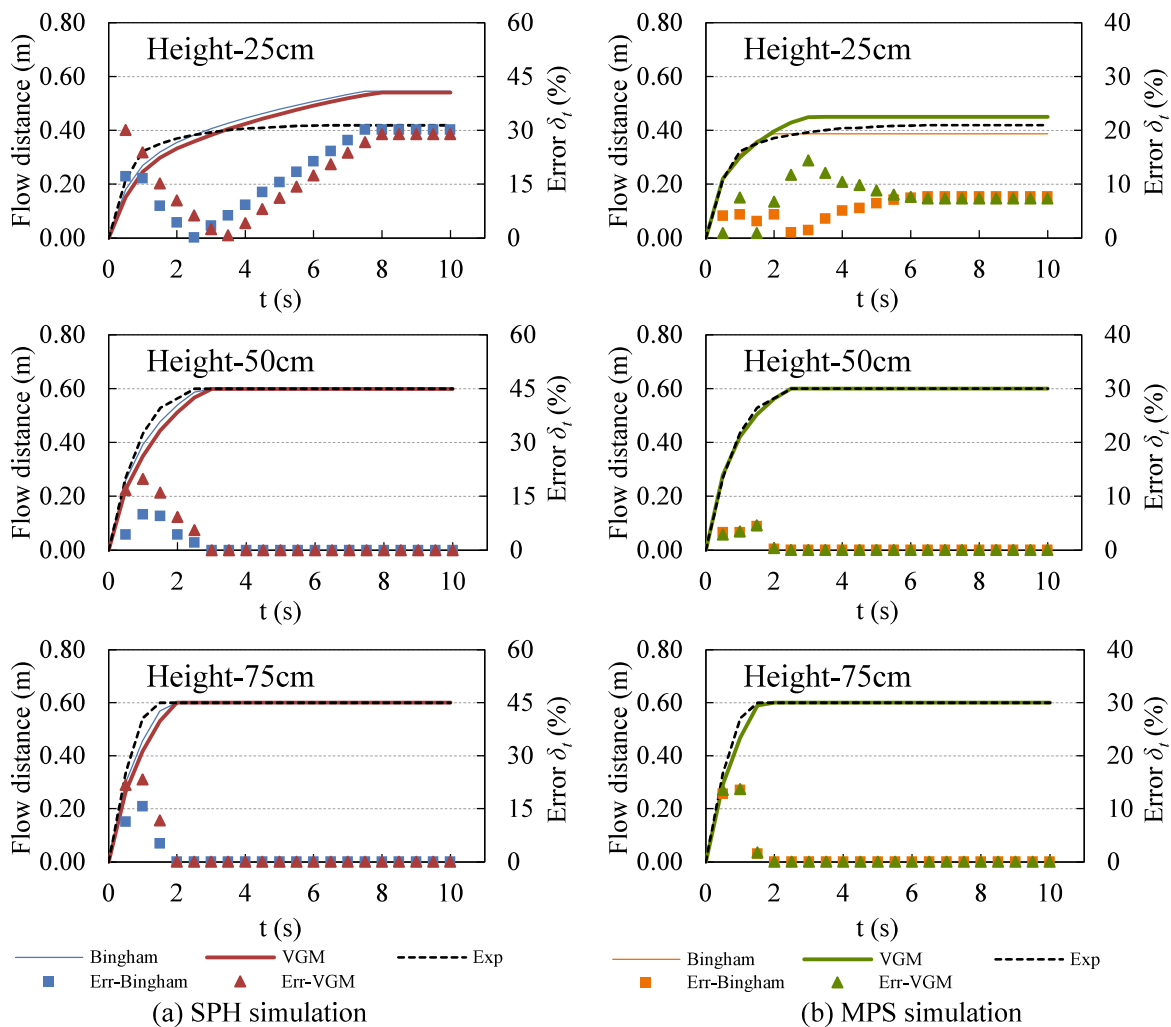 0.80
0.60
0.40
0.20
0.00
Flow distance (m)
Height-25cm
60
45
30
15
0
Error δt (%)
0 2 4 6 8 10
t (s)
0.80
0.60
0.40
0.20
0.00
Flow distance (m)
Height-25cm
40
30
20
10
0
Error δt (%)
0 2 4 6 8 10
t (s)
0.80
0.60
0.40
0.20
0.00
Flow distance (m)
Height-50cm
60
45
30
15
0
Error δt (%)
0 2 4 6 8 10
t (s)
0.80
0.60
0.40
0.20
0.00
Flow distance (m)
Height-50cm
40
30
20
10
0
Error δt (%)
0 2 4 6 8 10
t (s)
0.80
0.60
0.40
0.20
0.00
Flow distance (m)
Height-75cm
60
45
30
15
0
Error δt (%)
0 2 4 6 8 10
t (s)
0.80
0.60
0.40
0.20
0.00
Flow distance (m)
Height-75cm
40
30
20
10
0
Error δt (%)
0 2 4 6 8 10
t (s)
Bingham VGM Exp
Err-Bingham Err-VGM
(a) SPH simulation
Bingham VGM Exp
Err-Bingham Err-VGM
(b) MPS simulation